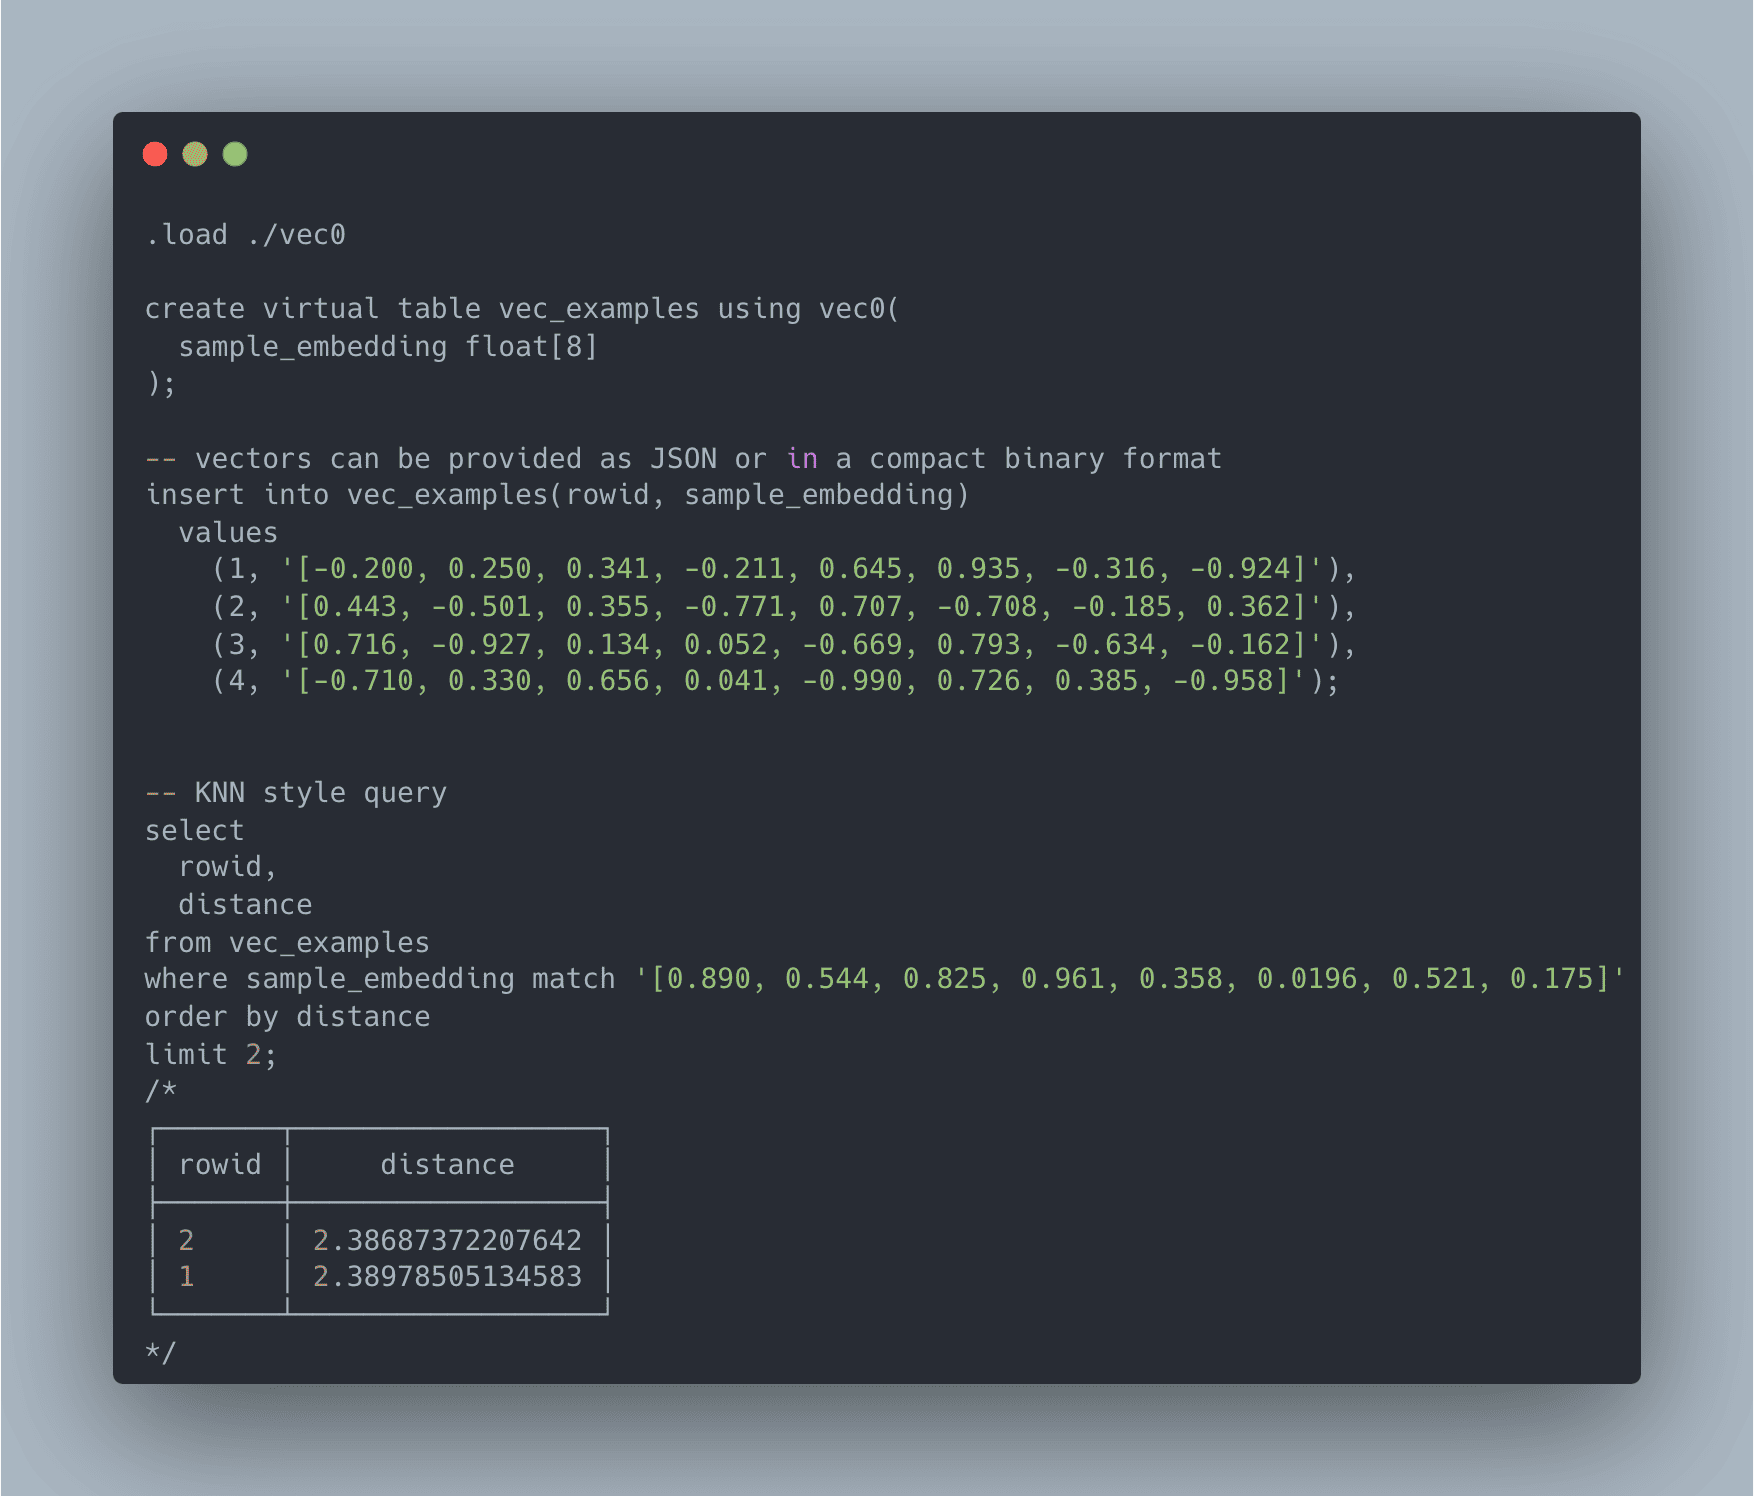 .load ./vec0
create virtual table vec_examples using vec0(
  sample_embedding float[8]
);
-- vectors can be provided as JSON or in a compact binary format
insert into vec_examples(rowid, sample_embedding)
  values
    (1, '[-0.200, 0.250, 0.341, -0.211, 0.645, 0.935, -0.316, -0.924]'),
    (2, '[0.443, -0.501, 0.355, -0.771, 0.707, -0.708, -0.185, 0.362]'),
    (3, '[0.716, -0.927, 0.134, 0.052, -0.669, 0.793, -0.634, -0.162]'),
    (4, '[-0.710, 0.330, 0.656, 0.041, -0.990, 0.726, 0.385, -0.958]');
-- KNN style query
select
  rowid,
  distance
from vec_examples
where sample_embedding match '[0.890, 0.544, 0.825, 0.961, 0.358, 0.0196, 0.521, 0.175]'
order by distance
limit 2;
/*
rowid distance
2 2.38687372207642
1 2.38978505134583
*/